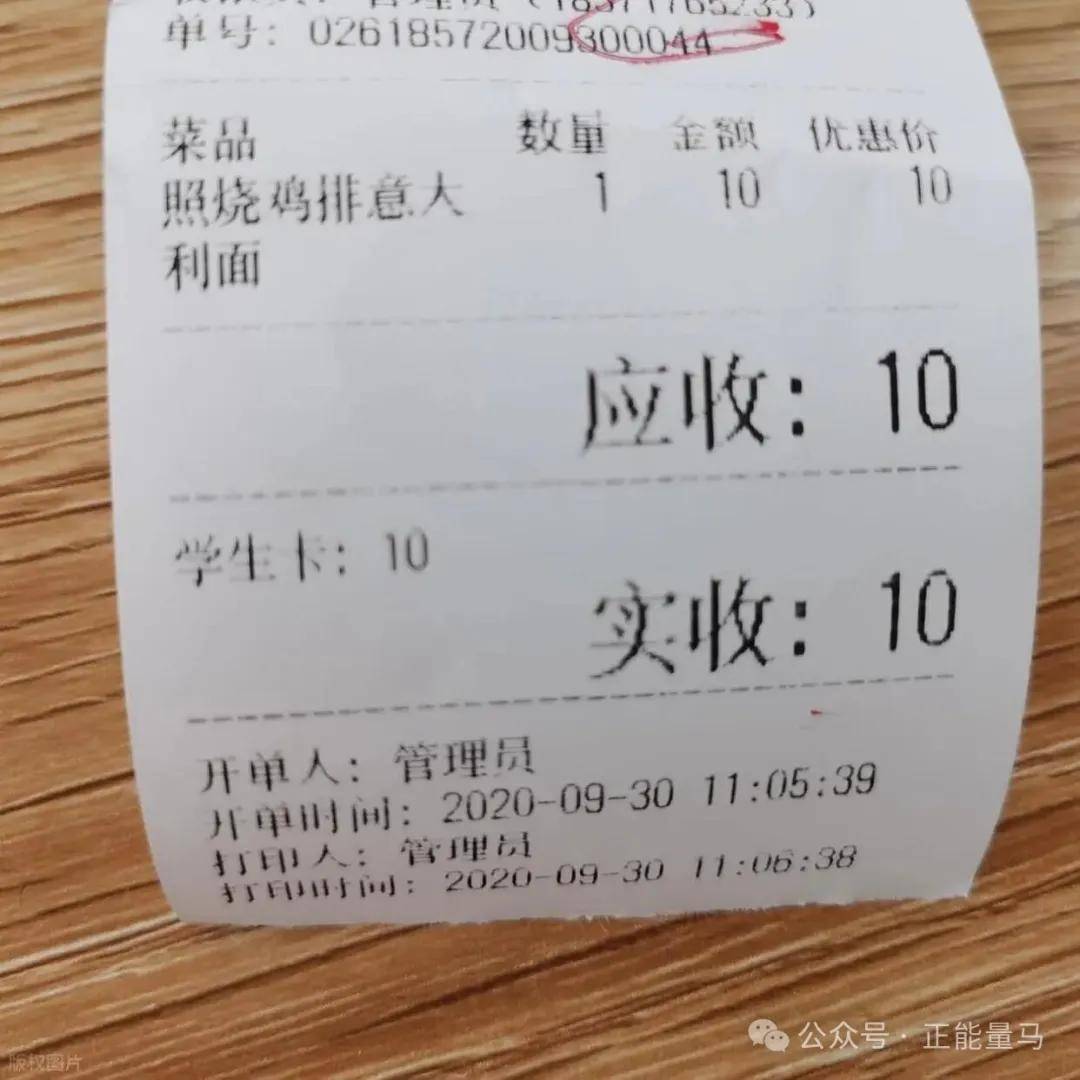 管理员（18371765233）
单号：02618572009300044
菜品 数量 金额 优惠价
照烧鸡排意大 1 10 10
利面
应收：10
学生卡：10
实收：10
开单人：管理员
开单时间：2020-09-30 11:05:39
打印人：管理员
打印时间：2020-09-30 11:06:38
公众号·正能量马
版权图片